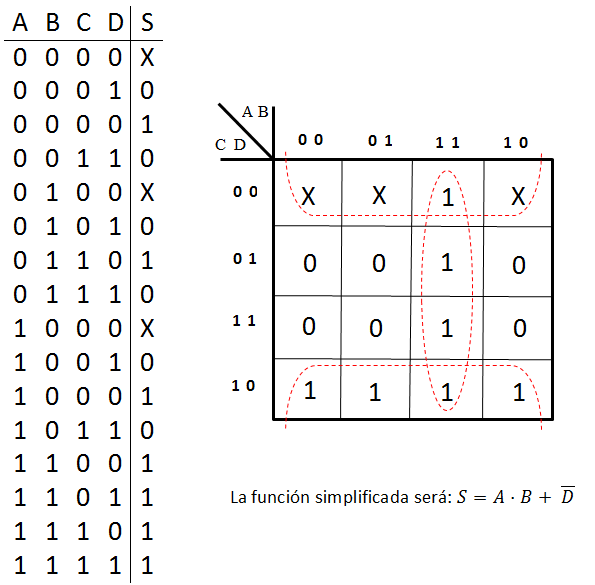 A B C D S
0 0 0 0 X
0 0 0 1 0
0 0 0 0 1
0 0 1 1 0
0 1 0 0 X
0 1 0 1 0
0 1 1 0 1
0 1 1 1 0
1 0 0 0 X
1 0 0 1 0
1 0 0 0 1
1 0 1 1 0
1 1 0 0 1
1 1 0 1 1
1 1 1 0 1
1 1 1 1 1
A B
C D
0 0 0 1 1 1 1 0
0 0 X X 1 X
0 1 0 0 1 0
1 1 0 0 1 0
1 0 1 1 1 1
La función simplificada será: S = A · B + D̅